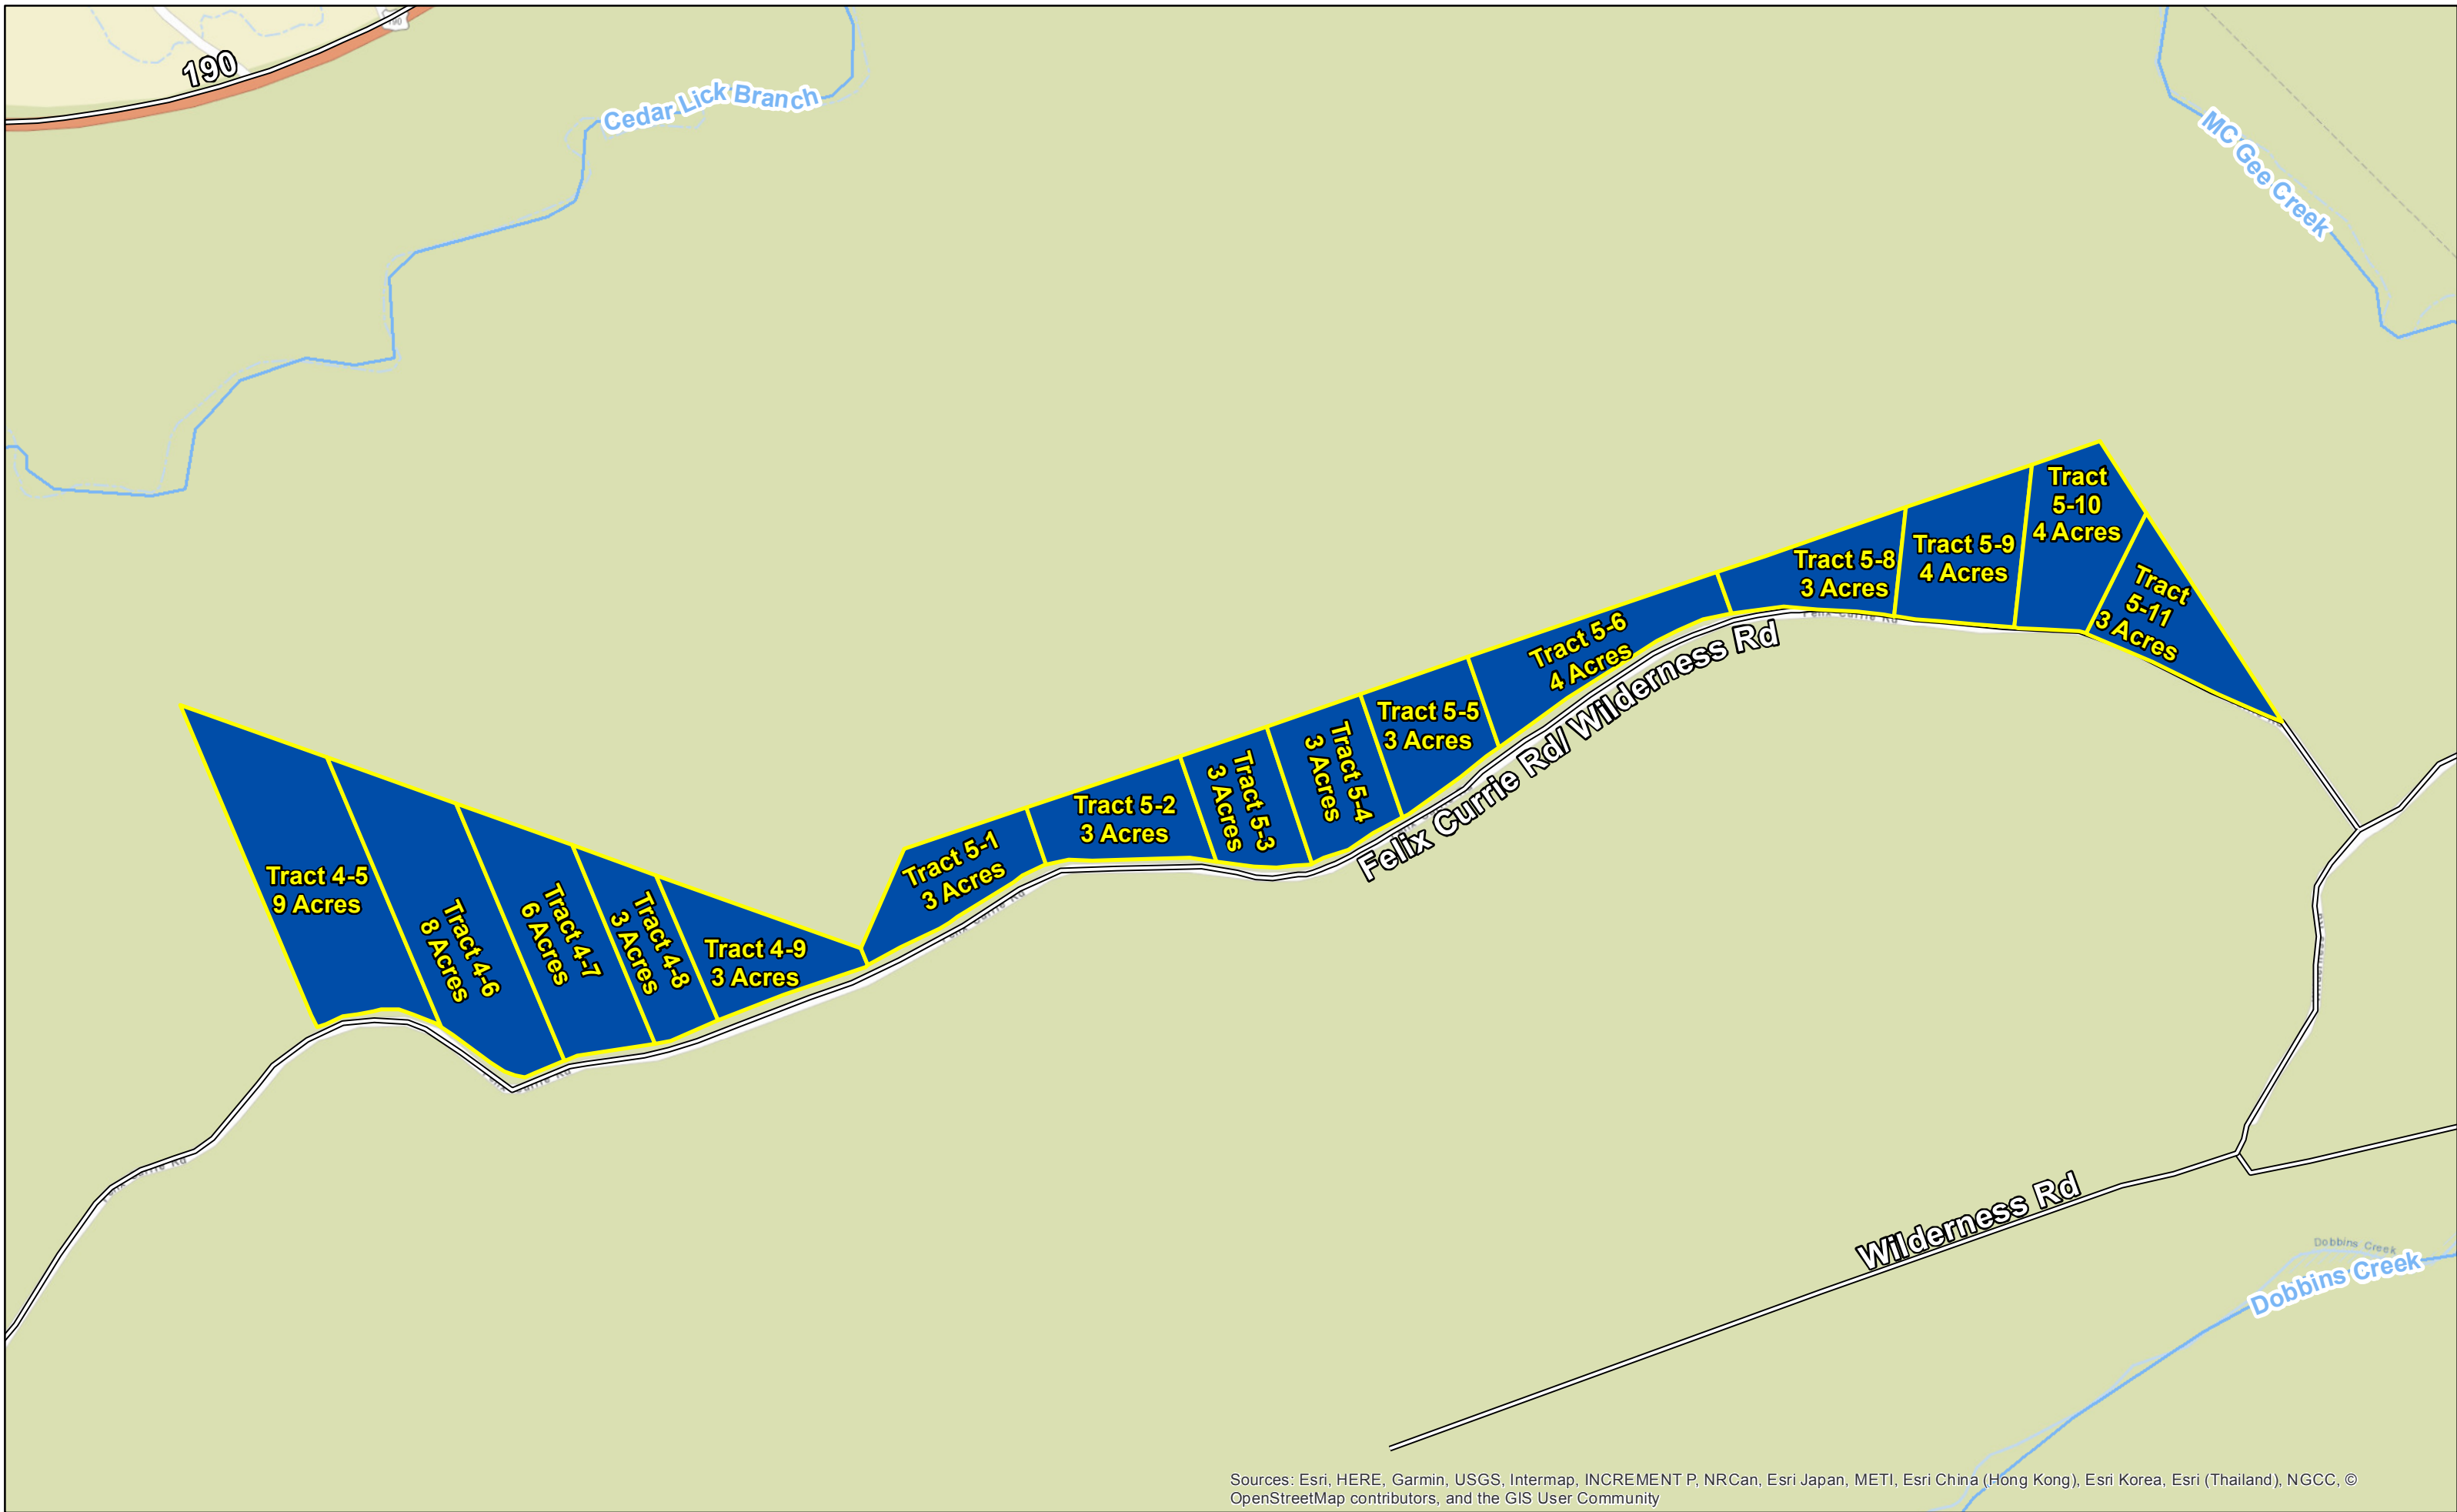 190
190
Cedar Lick Branch
MC Gee Creek
Tract
5-10
4 Acres
Tract 5-9
4 Acres
Tract 5-8
3 Acres
Tract
5-11
3 Acres
Felix Currie Rd
Tract 5-6
4 Acres
Felix Currie Rd/ Wilderness Rd
Tract 5-5
3 Acres
Tract 5-4
3 Acres
Tract 5-3
3 Acres
Tract 5-2
3 Acres
Tract 5-1
3 Acres
Tract 4-5
9 Acres
Tract 4-6
8 Acres
Tract 4-7
6 Acres
Tract 4-8
3 Acres
Tract 4-9
3 Acres
Wilderness Rd
Dobbins Creek
Dobbins Creek
Sources: Esri, HERE, Garmin, USGS, Intermap, INCREMENT P, NRCan, Esri Japan, METI, Esri China (Hong Kong), Esri Korea, Esri (Thailand), NGCC, ©
OpenStreetMap contributors, and the GIS User Community